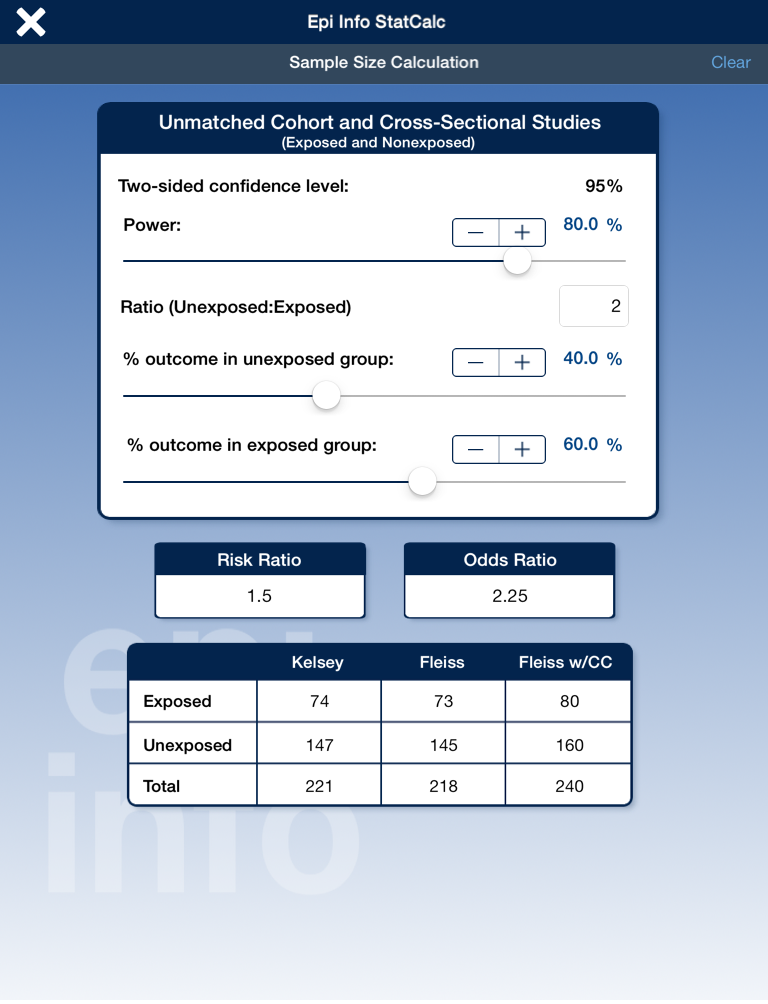 Epi Info StatCalc
Sample Size Calculation Clear
Unmatched Cohort and Cross-Sectional Studies
(Exposed and Nonexposed)
Two-sided confidence level: 95%
Power: − + 80.0 %
Ratio (Unexposed:Exposed) 2
% outcome in unexposed group: − + 40.0 %
% outcome in exposed group: − + 60.0 %
Risk Ratio Odds Ratio
1.5 2.25
epi
Kelsey Fleiss Fleiss w/CC
Exposed 74 73 80
Unexposed 147 145 160
Total 221 218 240
info